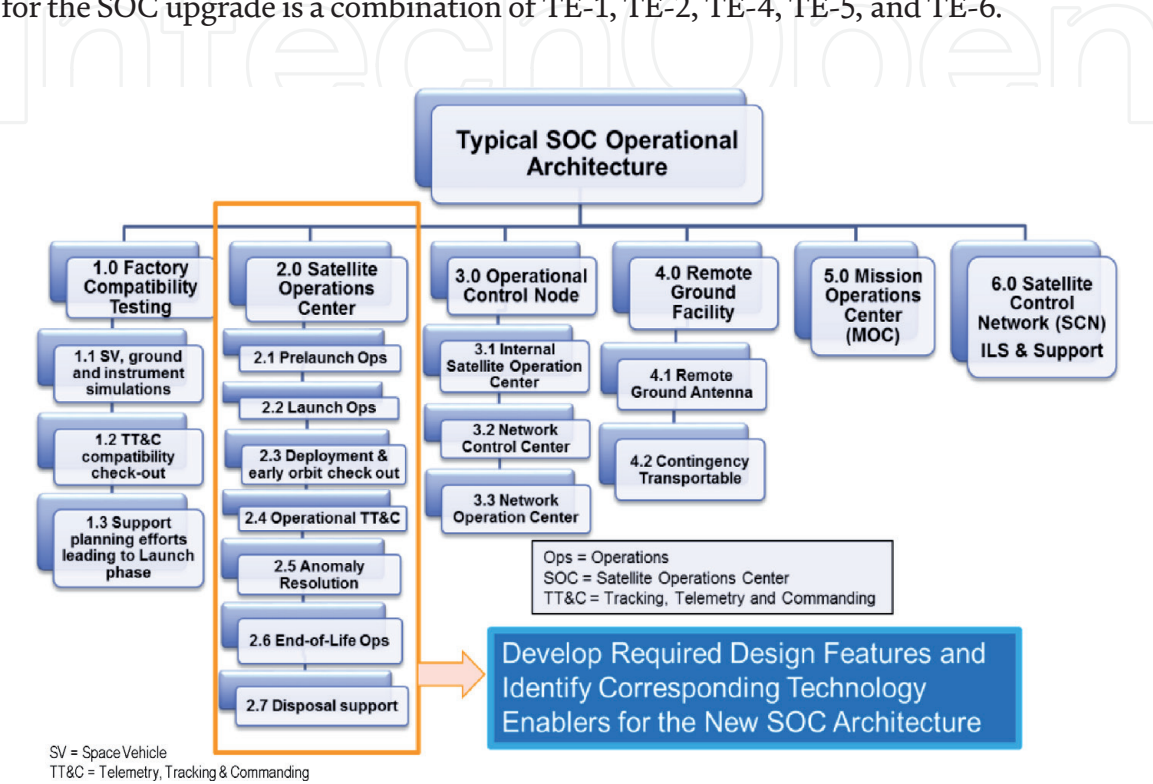 for the SOC upgrade is a combination of TE-1, TE-2, TE-4, TE-5, and TE-6.
IntechOpen
Typical SOC Operational
Architecture
1.0 Factory
Compatibility
Testing
1.1 SV, ground
and instrument
simulations
1.2 TT&C
compatibility
check-out
1.3 Support
planning efforts
leading to Launch
phase
2.0 Satellite
Operations
Center
2.1 Prelaunch Ops
2.2 Launch Ops
2.3 Deployment &
early orbit check out
2.4 Operational TT&C
2.5 Anomaly
Resolution
2.6 End-of-Life Ops
2.7 Disposal support
3.0 Operational
Control Node
3.1 Internal
Satellite Operation
Center
3.2 Network
Control Center
3.3 Network
Operation Center
4.0 Remote
Ground
Facility
4.1 Remote
Ground Antenna
4.2 Contingency
Transportable
5.0 Mission
Operations
Center
(MOC)
6.0 Satellite
Control
Network (SCN)
ILS & Support
Ops = Operations
SOC = Satellite Operations Center
TT&C = Tracking, Telemetry and Commanding
Develop Required Design Features and
Identify Corresponding Technology
Enablers for the New SOC Architecture
SV = Space Vehicle
TT&C = Telemetry, Tracking & Commanding